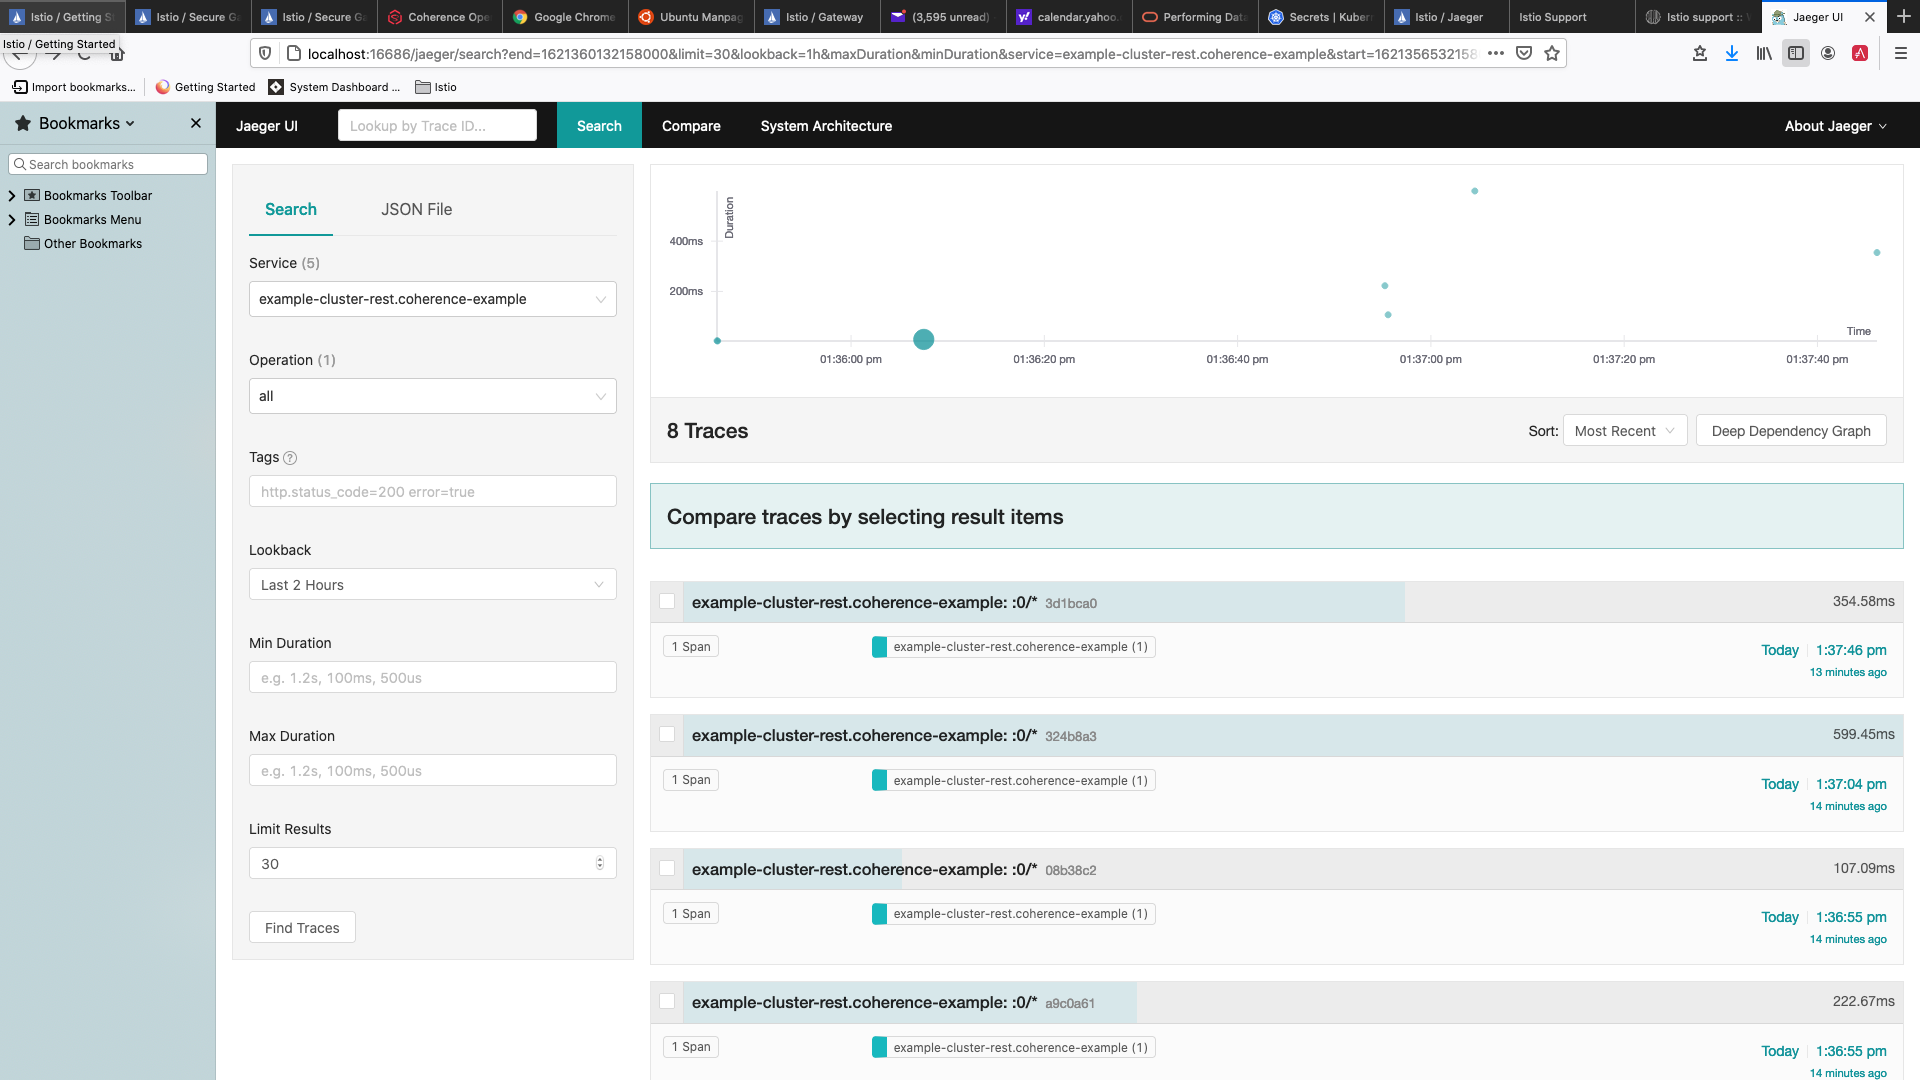 Istio / Getting St
Istio / Secure Ga
Istio / Secure Ga
Coherence Ope
Google Chrome
Ubuntu Manpag
Istio / Gateway
(3,595 unread)
calendar.yahoo.
Performing Data
Secrets | Kubern
Istio / Jaeger
Istio Support
Istio support ::
Jaeger UI
Istio / Getting Started
localhost:16686/jaeger/search?end=1621360132158000&limit=30&lookback=1h&maxDuration&minDuration&service=example-cluster-rest.coherence-example&start=1621356532158
Import bookmarks...
Getting Started
System Dashboard ...
Istio
Bookmarks
Search bookmarks
Bookmarks Toolbar
Bookmarks Menu
Other Bookmarks
Jaeger UI
Lookup by Trace ID...
Search
Compare
System Architecture
About Jaeger
Search
JSON File
Service (5)
example-cluster-rest.coherence-example
Operation (1)
all
Tags ?
http.status_code=200 error=true
Lookback
Last 2 Hours
Min Duration
e.g. 1.2s, 100ms, 500us
Max Duration
e.g. 1.2s, 100ms, 500us
Limit Results
30
Find Traces
Duration
400ms
200ms
Time
01:36:00 pm
01:36:20 pm
01:36:40 pm
01:37:00 pm
01:37:20 pm
01:37:40 pm
8 Traces
Sort: Most Recent
Deep Dependency Graph
Compare traces by selecting result items
example-cluster-rest.coherence-example: :0/* 3d1bca0
354.58ms
1 Span
example-cluster-rest.coherence-example (1)
Today 1:37:46 pm
13 minutes ago
example-cluster-rest.coherence-example: :0/* 324b8a3
599.45ms
1 Span
example-cluster-rest.coherence-example (1)
Today 1:37:04 pm
14 minutes ago
example-cluster-rest.coherence-example: :0/* 08b38c2
107.09ms
1 Span
example-cluster-rest.coherence-example (1)
Today 1:36:55 pm
14 minutes ago
example-cluster-rest.coherence-example: :0/* a9c0a61
222.67ms
1 Span
example-cluster-rest.coherence-example (1)
Today 1:36:55 pm
14 minutes ago